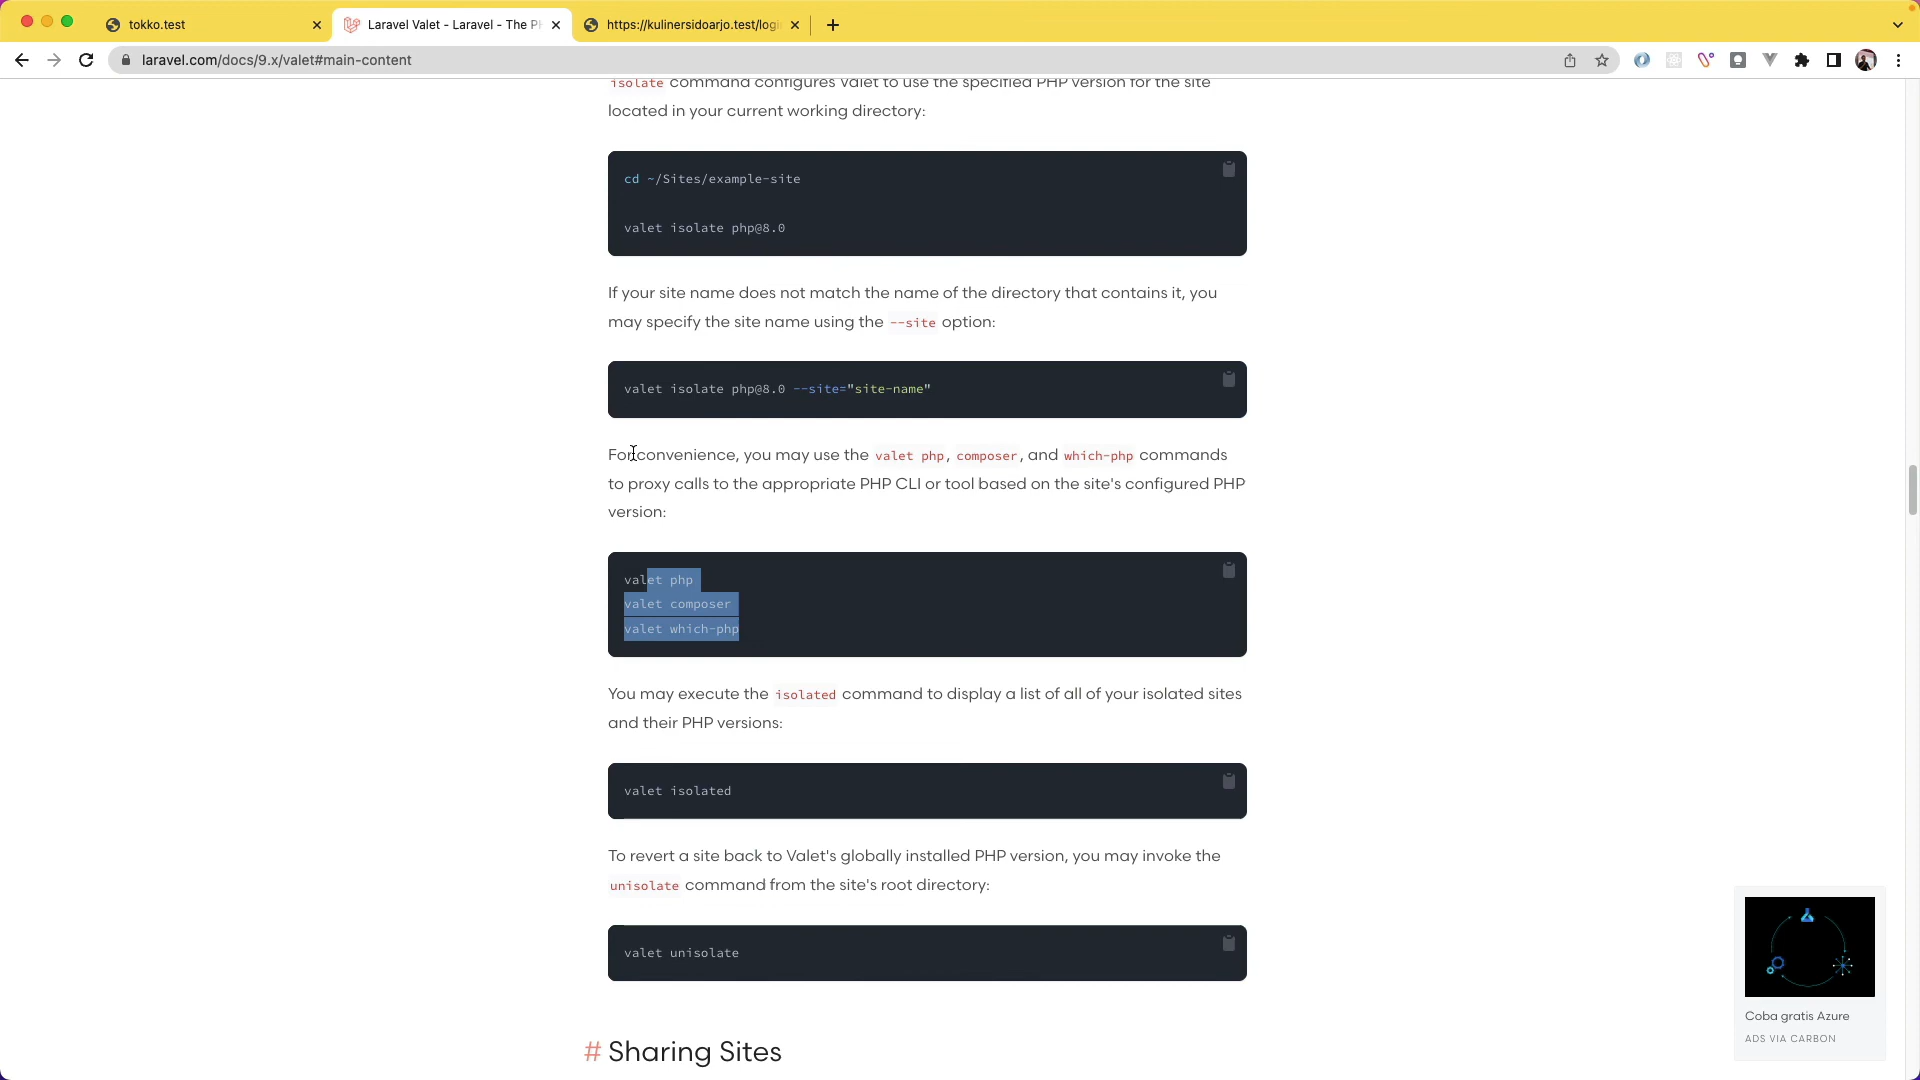 tokko.test
Laravel Valet - Laravel - The P
https://kulinersidoarjo.test/logi
laravel.com/docs/9.x/valet#main-content
isolate command configures Valet to use the specified PHP version for the site
located in your current working directory:
cd ~/Sites/example-site
valet isolate php@8.0
If your site name does not match the name of the directory that contains it, you
may specify the site name using the --site option:
valet isolate php@8.0 --site="site-name"
For convenience, you may use the valet php, composer, and which-php commands
to proxy calls to the appropriate PHP CLI or tool based on the site's configured PHP
version:
valet php
valet composer
valet which-php
You may execute the isolated command to display a list of all of your isolated sites
and their PHP versions:
valet isolated
To revert a site back to Valet's globally installed PHP version, you may invoke the
unisolate command from the site's root directory:
valet unisolate
# Sharing Sites
Coba gratis Azure
ADS VIA CARBON